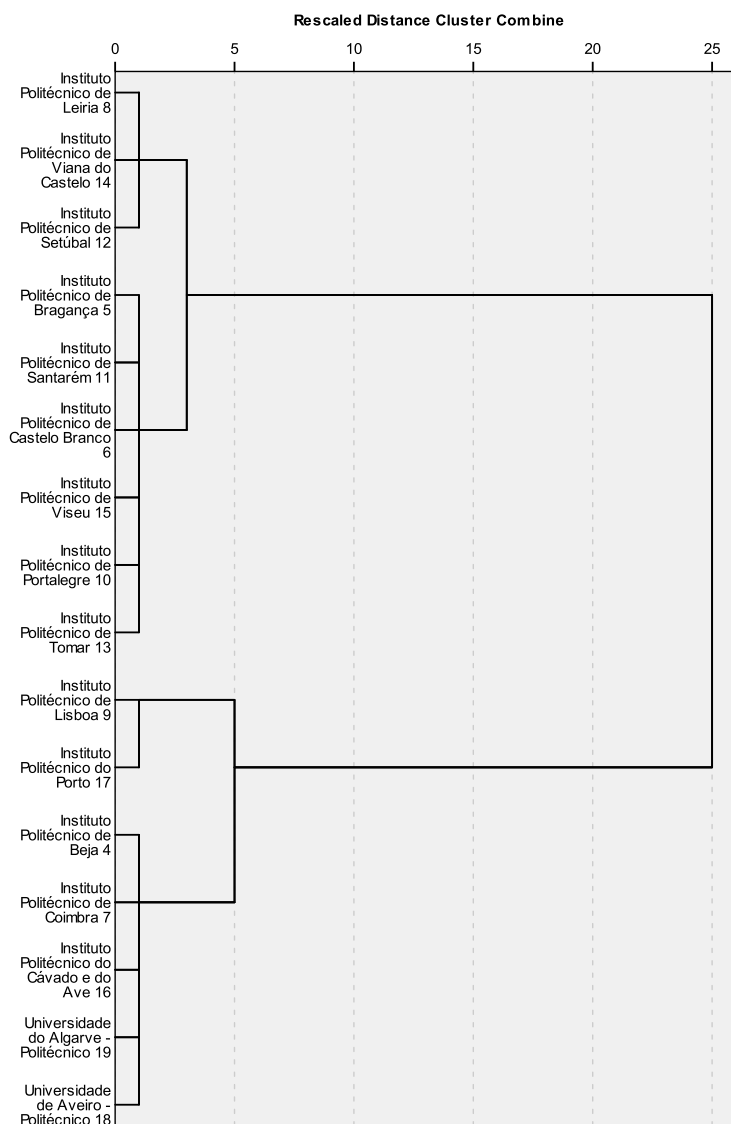 Rescaled Distance Cluster Combine
0 5 10 15 20 25
Instituto
Politécnico de
Leiria 8
Instituto
Politécnico de
Viana do
Castelo 14
Instituto
Politécnico de
Setúbal 12
Instituto
Politécnico de
Bragança 5
Instituto
Politécnico de
Santarém 11
Instituto
Politécnico de
Castelo Branco
6
Instituto
Politécnico de
Viseu 15
Instituto
Politécnico de
Portalegre 10
Instituto
Politécnico de
Tomar 13
Instituto
Politécnico de
Lisboa 9
Instituto
Politécnico do
Porto 17
Instituto
Politécnico de
Beja 4
Instituto
Politécnico de
Coimbra 7
Instituto
Politécnico do
Cávado e do
Ave 16
Universidade
do Algarve -
Politécnico 19
Universidade
de Aveiro -
Politécnico 18